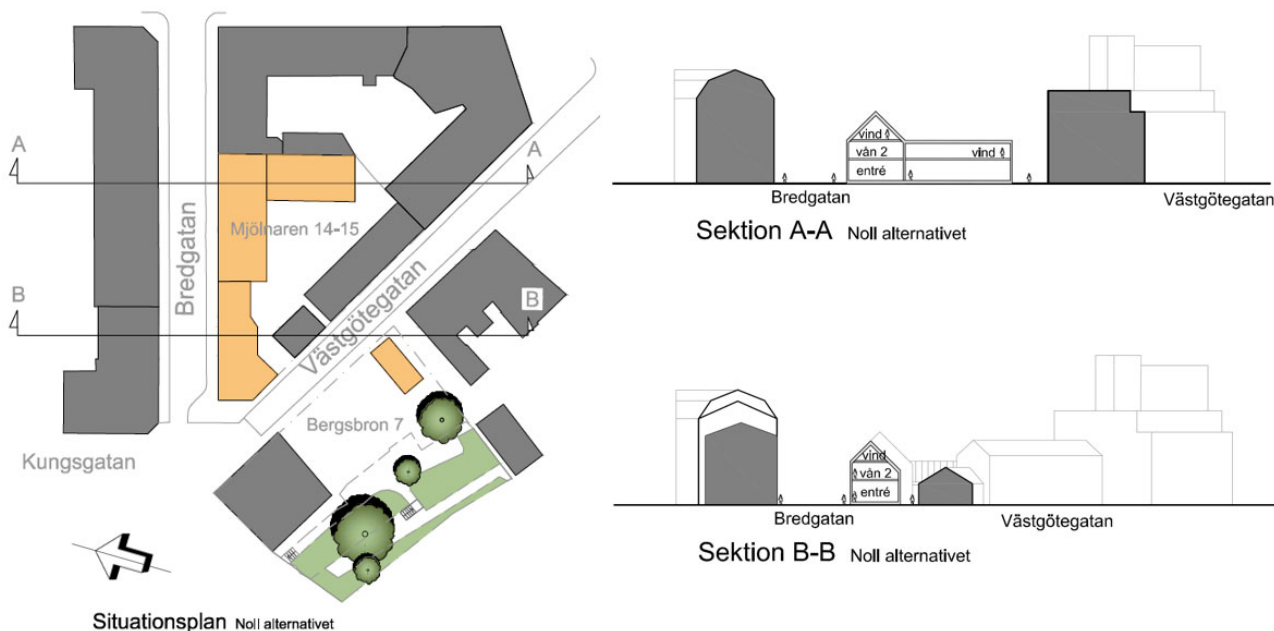 A
A
Mjölnaren 14-15
Bredgatan
B
B
Västgötegatan
Bergsbron 7
Kungsgatan
Situationsplan Noll alternativet
vind
vån 2
vind
entré
Bredgatan
Västgötegatan
Sektion A-A Noll alternativet
vind
vån 2
entré
Bredgatan
Västgötegatan
Sektion B-B Noll alternativet